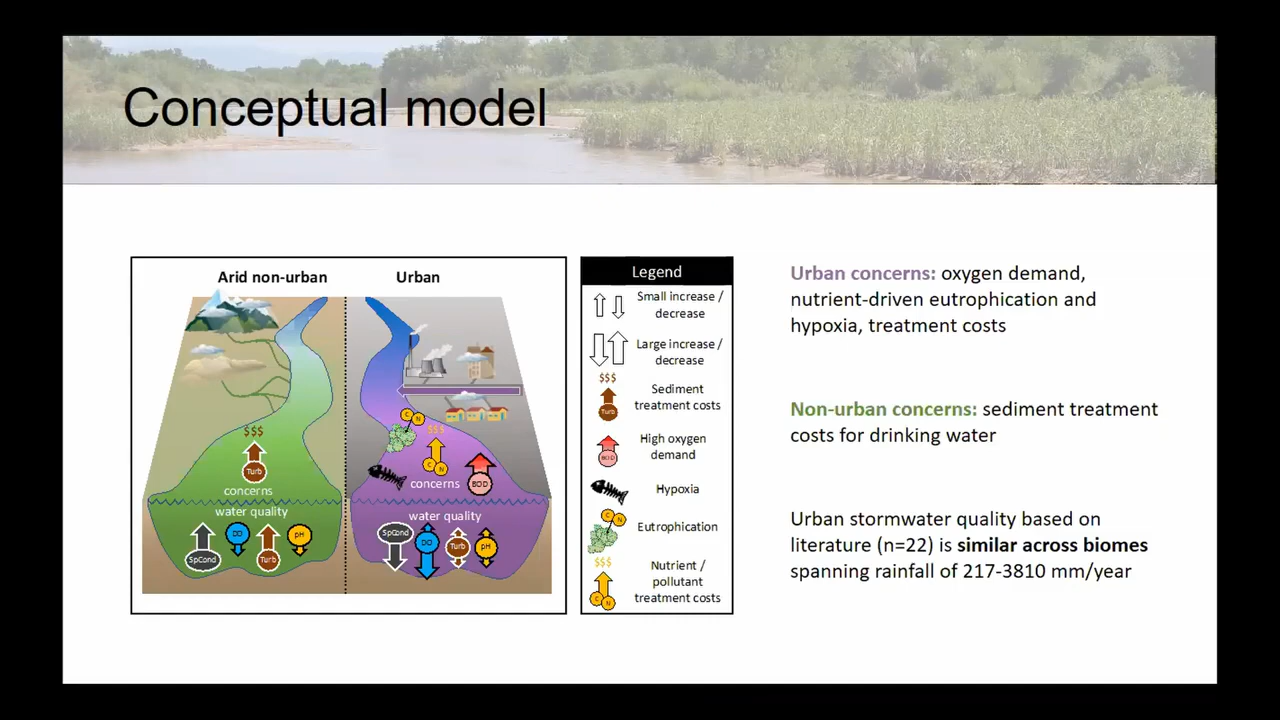 Conceptual model
Arid non-urban
Urban
$$$
Turb
concerns
water quality
SpCond
DO
Turb
pH
C N
$$$
C N
concerns
BOD
water quality
SpCond
DO
Turb
pH
Legend
Small increase /
decrease
Large increase /
decrease
$$$
Turb
Sediment
treatment costs
BOD
High oxygen
demand
Hypoxia
C N
Eutrophication
$$$
C N
Nutrient /
pollutant
treatment costs
Urban concerns: oxygen demand,
nutrient-driven eutrophication and
hypoxia, treatment costs
Non-urban concerns: sediment treatment
costs for drinking water
Urban stormwater quality based on
literature (n=22) is similar across biomes
spanning rainfall of 217-3810 mm/year